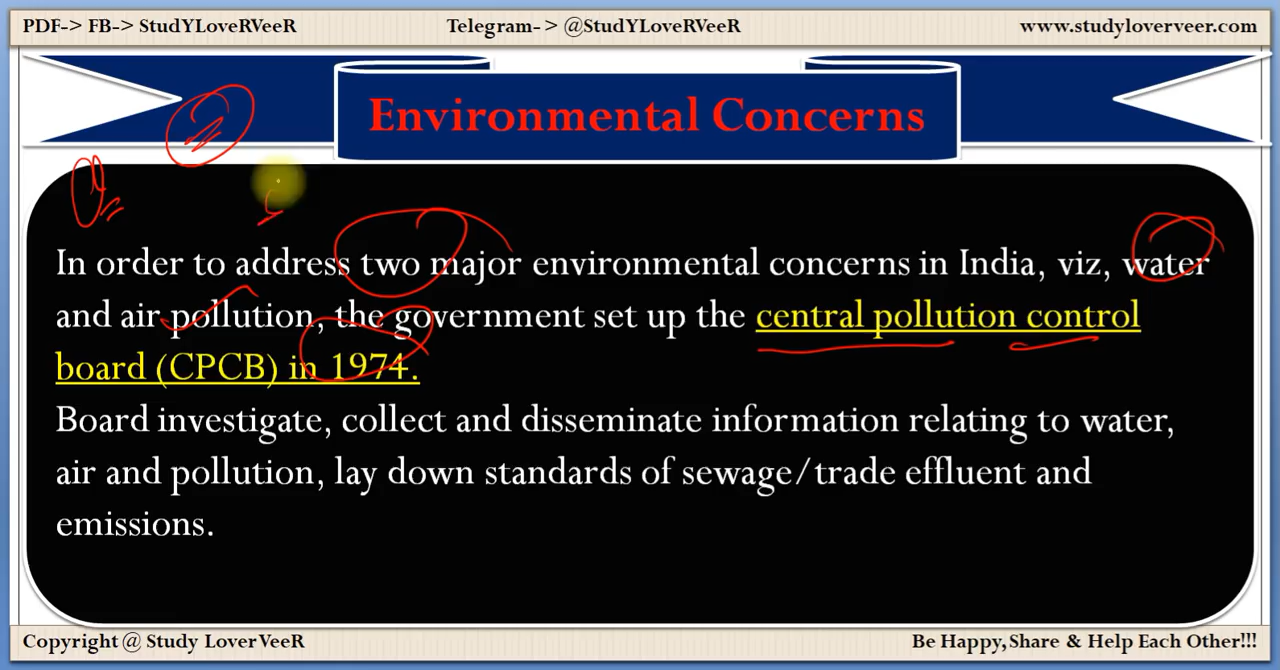 PDF-> FB-> StudYLoveRVeeR Telegram-> @StudYLoveRVeeR www.studyloverveer.com
Environmental Concerns
In order to address two major environmental concerns in India, viz, water
and air pollution, the government set up the central pollution control
board (CPCB) in 1974.
Board investigate, collect and disseminate information relating to water,
air and pollution, lay down standards of sewage/trade effluent and
emissions.
Copyright @ Study LoverVeeR Be Happy,Share & Help Each Other!!!